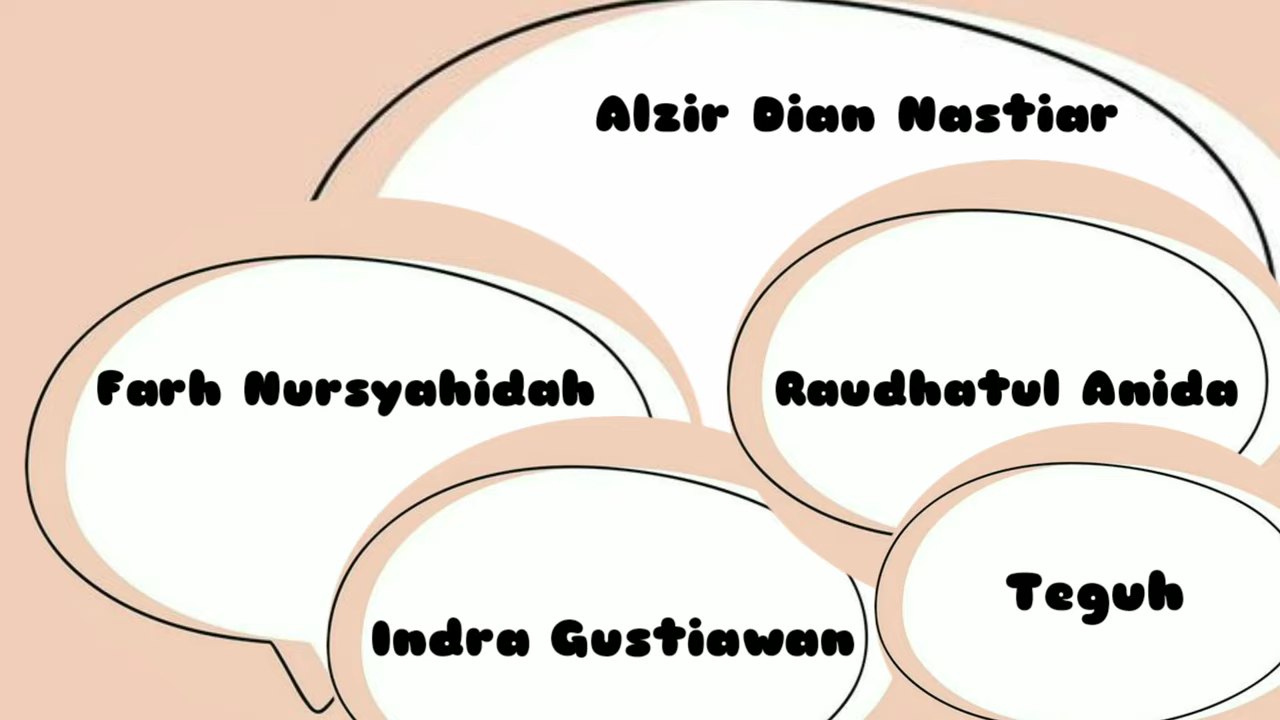 Alzir Dian Nastiar
Farh Nursyahidah
Raudhatul Anida
Indra Gustiawan
Teguh